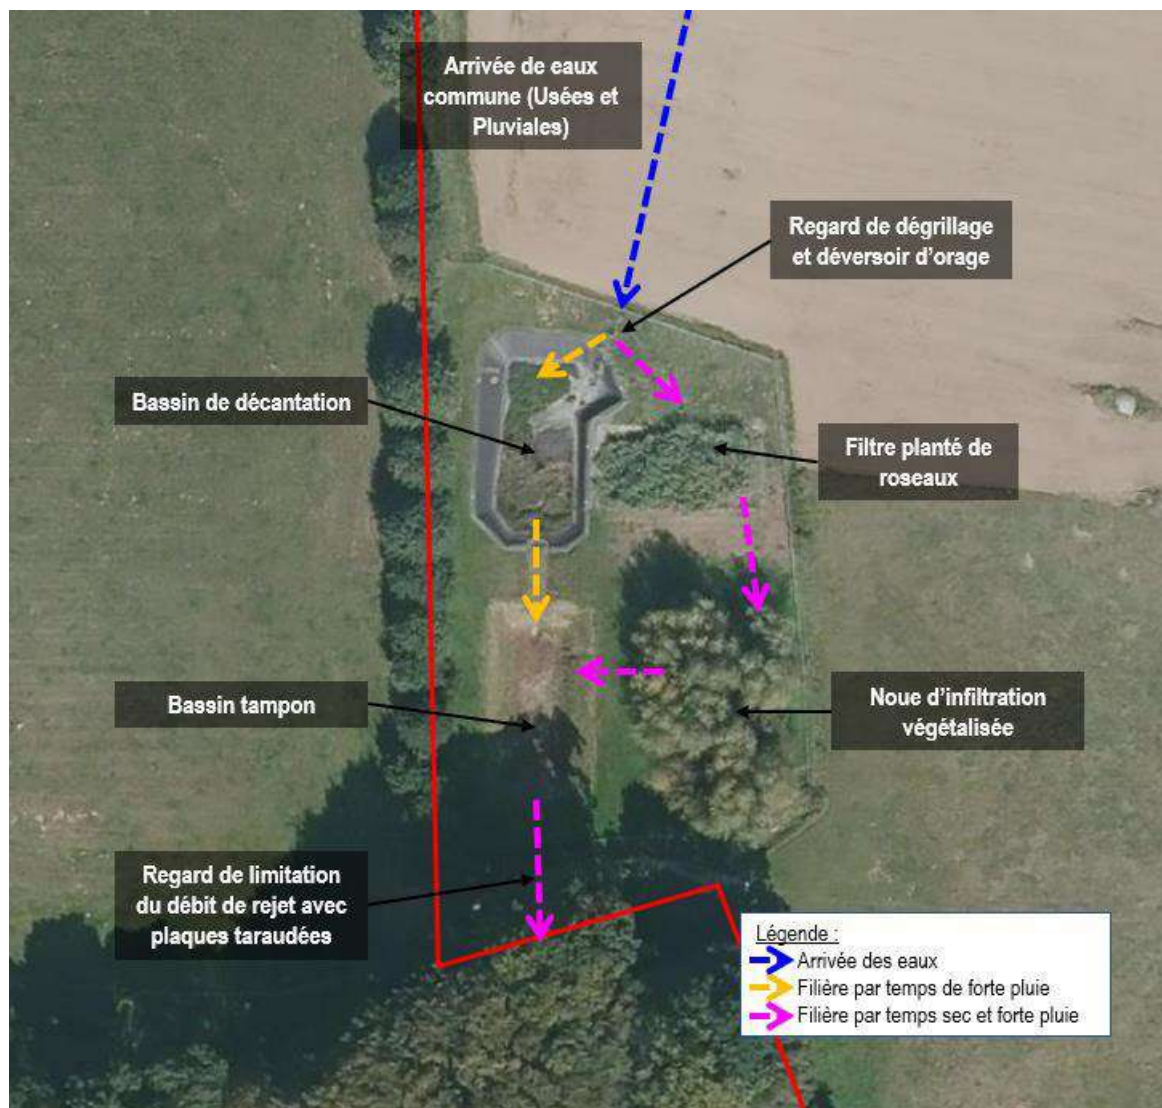 Arrivée de eaux
commune (Usées et
Pluviales)
Regard de dégrillage
et déversoir d'orage
Bassin de décantation
Filtre planté de
roseaux
Bassin tampon
Noue d'infiltration
végétalisée
Regard de limitation
du débit de rejet avec
plaques taraudées
Légende :
Arrivée des eaux
Filière par temps de forte pluie
Filière par temps sec et forte pluie